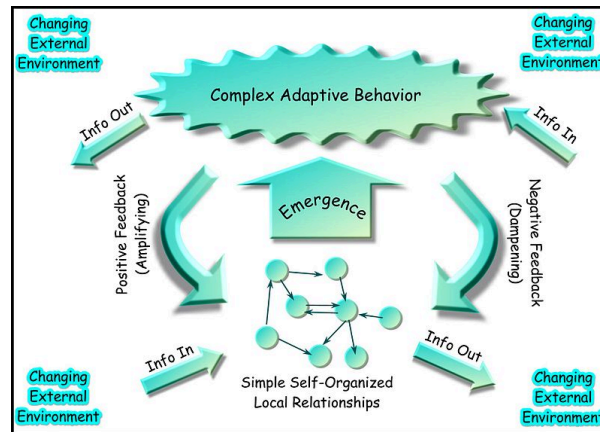 Changing
External
Environment
Changing
External
Environment
Complex Adaptive Behavior
Info Out
Info In
Positive Feedback
(Amplifying)
Emergence
Negative Feedback
(Dampening)
Info In
Info Out
Simple Self-Organized
Local Relationships
Changing
External
Environment
Changing
External
Environment